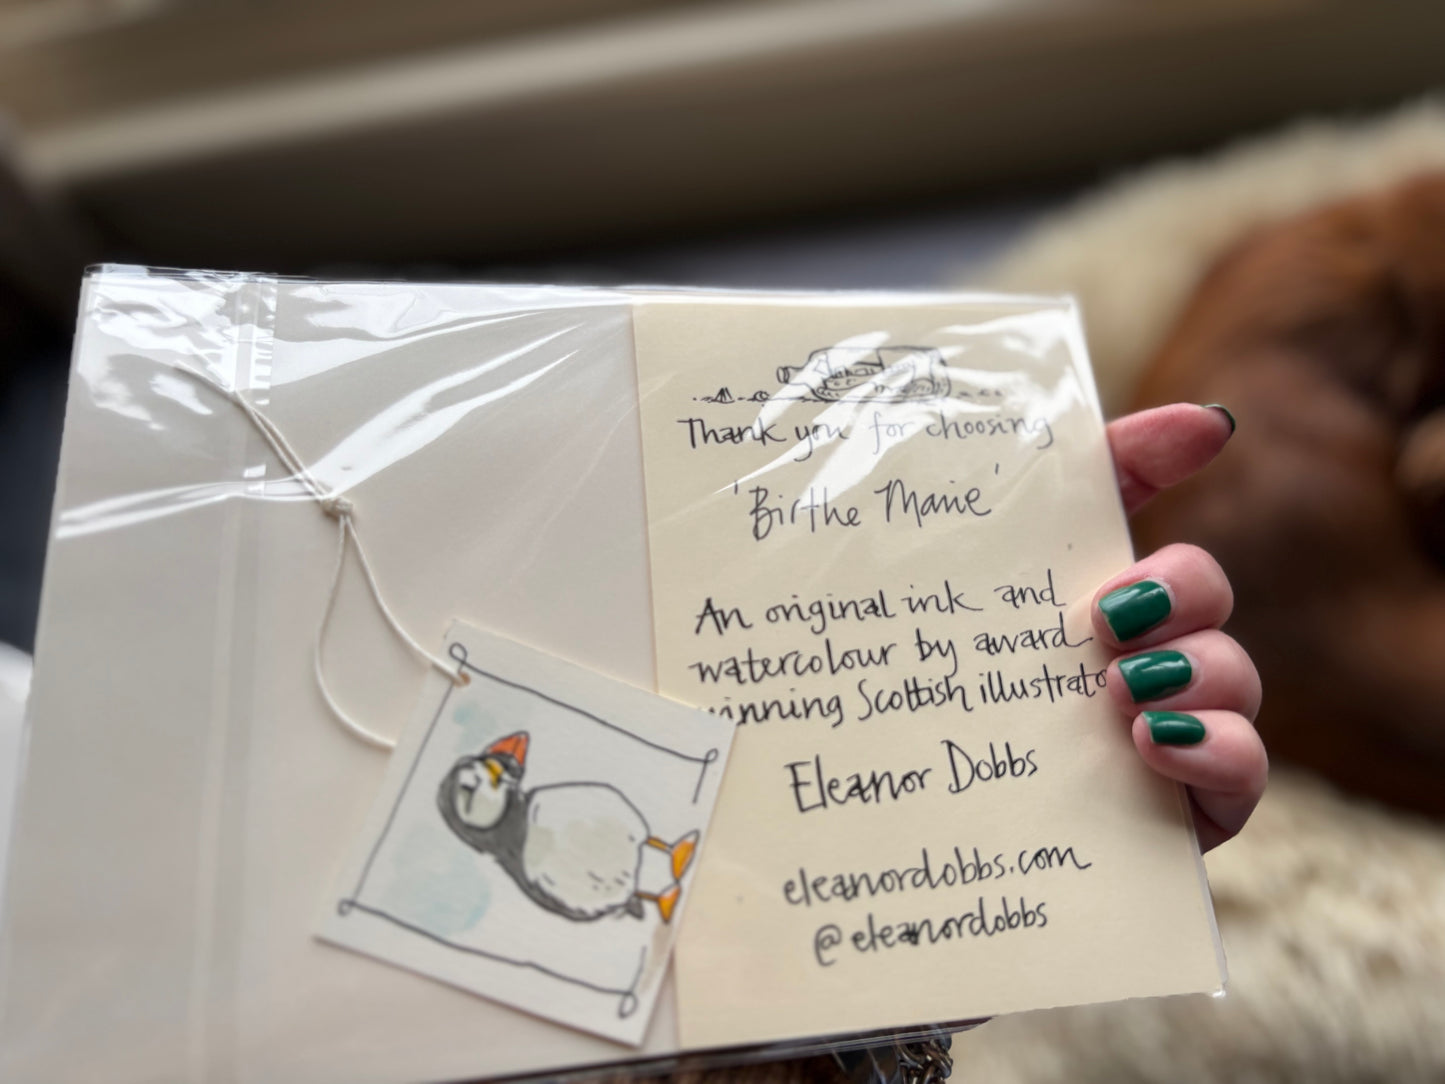 Thank you for choosing
'Birthe Marie'
An original ink and
watercolour by award
winning Scottish illustrator
Eleanor Dobbs
eleanordobbs.com
@eleanordobbs